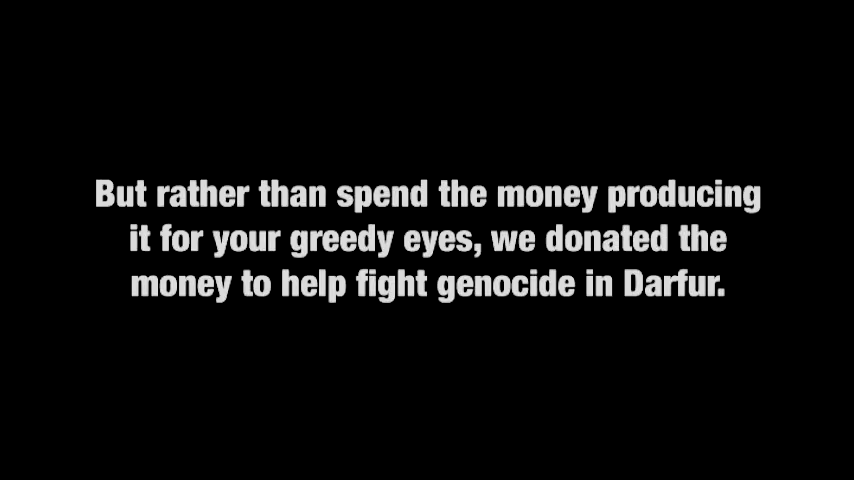 But rather than spend the money producing
it for your greedy eyes, we donated the
money to help fight genocide in Darfur.